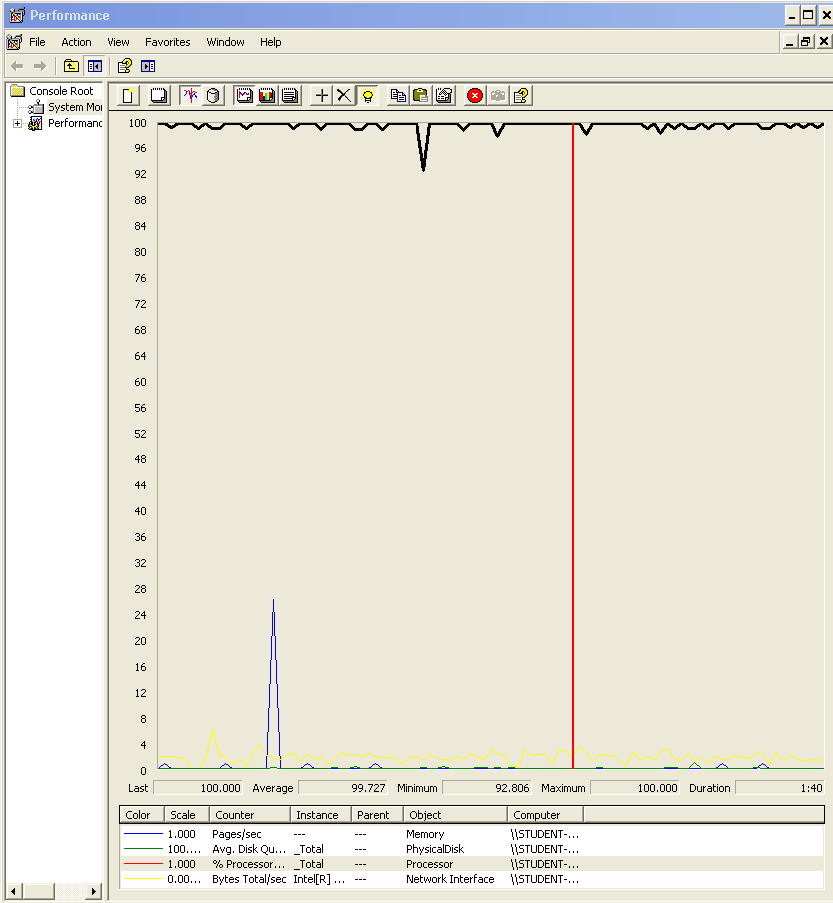 Performance
File Action View Favorites Window Help
Console Root
System Mor
Performanc
100
96
92
88
84
80
76
72
68
64
60
56
52
48
44
40
36
32
28
24
20
16
12
8
4
0
Last 100.000 Average 99.727 Minimum 92.806 Maximum 100.000 Duration 1:40
Color Scale Counter Instance Parent Object Computer
1.000 Pages/sec --- --- Memory \\STUDENT-...
100.... Avg. Disk Qu... _Total --- PhysicalDisk \\STUDENT-...
1.000 % Processor... _Total --- Processor \\STUDENT-...
0.00... Bytes Total/sec Intel[R] ... --- Network Interface \\STUDENT-...